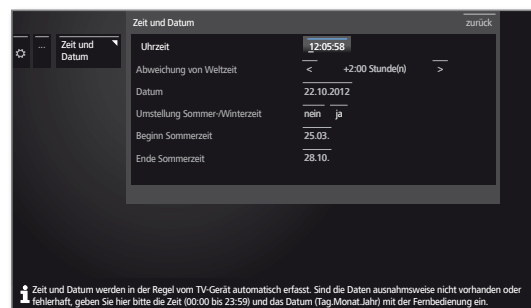 Zeit und Datum
zurück
...
Zeit und
Datum
Uhrzeit 12:05:58
Abweichung von Weltzeit < +2:00 Stunde(n) >
Datum 22.10.2012
Umstellung Sommer-/Winterzeit nein ja
Beginn Sommerzeit 25.03.
Ende Sommerzeit 28.10.
Zeit und Datum werden in der Regel vom TV-Gerät automatisch erfasst. Sind die Daten ausnahmsweise nicht vorhanden oder
fehlerhaft, geben Sie hier bitte die Zeit (00:00 bis 23:59) und das Datum (Tag.Monat.Jahr) mit der Fernbedienung ein.